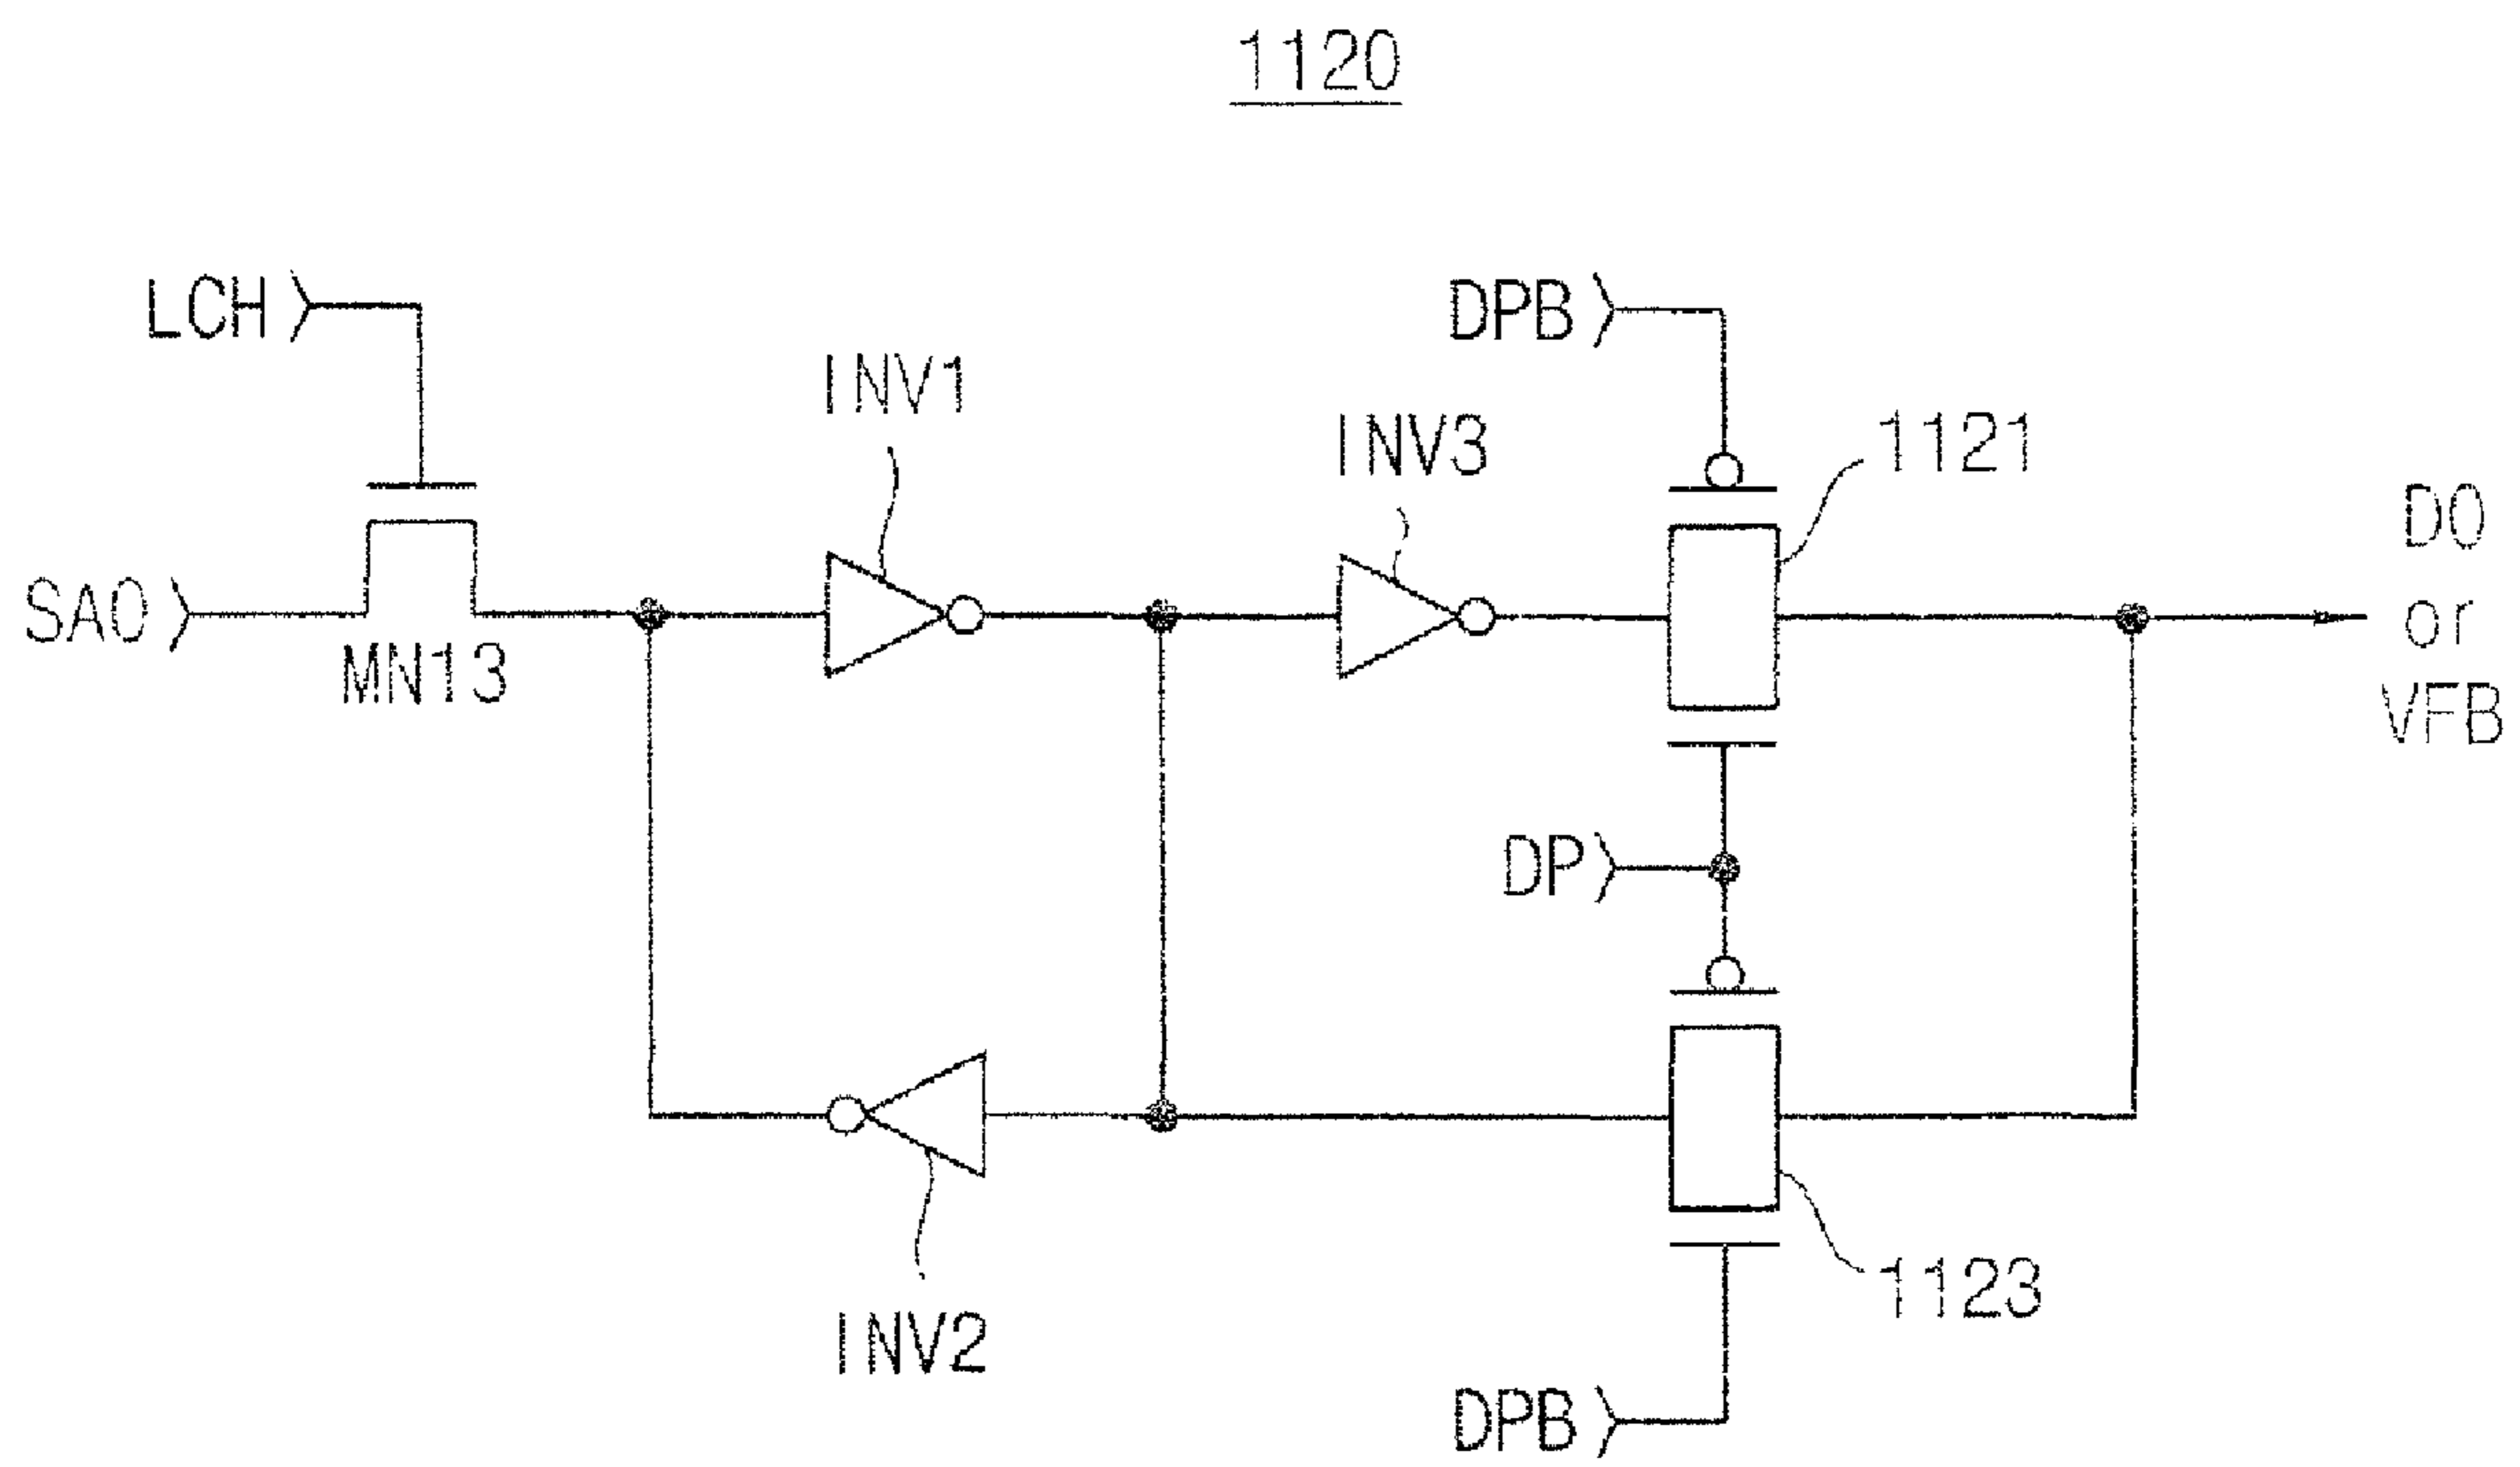 1120
LCH
DPB
INV1
INV3
1121
DO
or
VFB
SAO
MN13
DP
INV2
1123
DPB